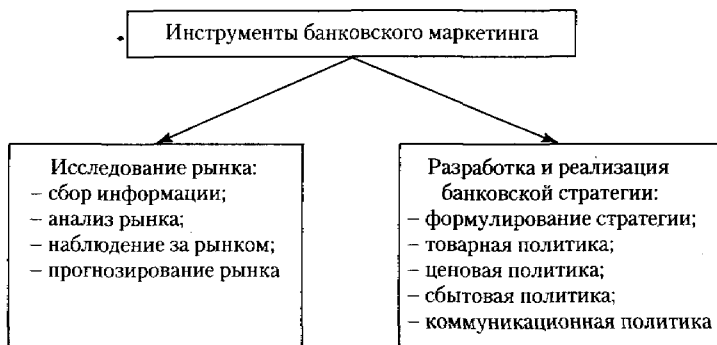 Инструменты банковского маркетинга
Исследование рынка:
– сбор информации;
– анализ рынка;
– наблюдение за рынком;
– прогнозирование рынка
Разработка и реализация
банковской стратегии:
– формулирование стратегии;
– товарная политика;
– ценовая политика;
– сбытовая политика;
– коммуникационная политика